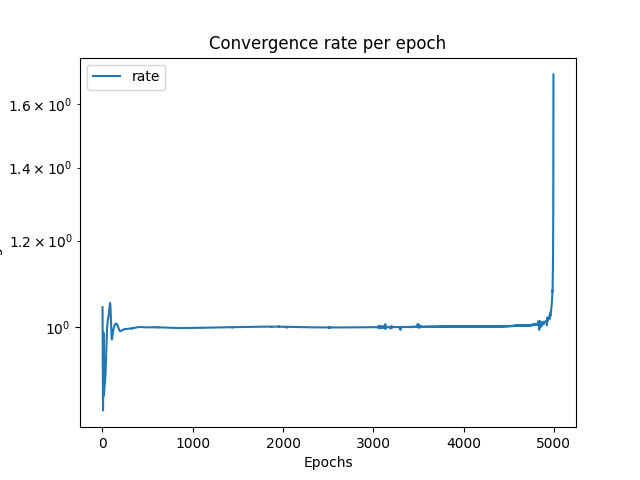 Convergence rate per epoch
rate
1.6 × 10⁰
1.4 × 10⁰
1.2 × 10⁰
10⁰
0 1000 2000 3000 4000 5000
Epochs